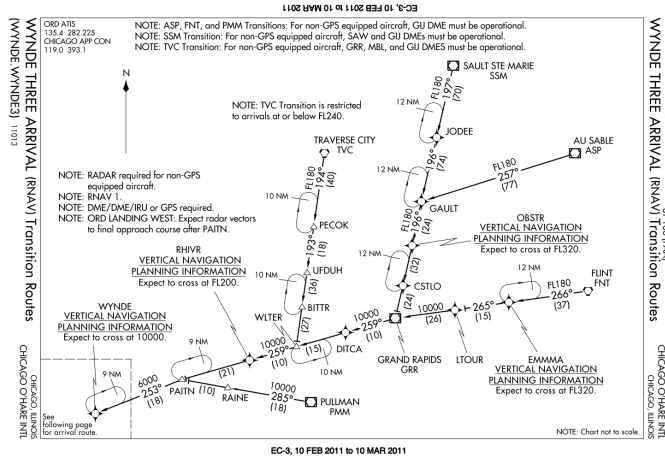 EC-3, 10 FEB 2011 to 10 MAR 2011
WYNDE THREE ARRIVAL (RNAV) Transition Routes
(WYNDE.WYNDE3) 11013
CHICAGO O'HARE INTL
CHICAGO, ILLINOIS
ORD ATIS
135.4 282.225
CHICAGO APP CON
119.0 393.1
NOTE: ASP, FNT, and PMM Transitions: For non-GPS equipped aircraft, GIJ DME must be operational.
NOTE: SSM Transition: For non-GPS equipped aircraft, SAW and GIJ DMEs must be operational.
NOTE: TVC Transition: For non-GPS equipped aircraft, GRR, MBL, and GIJ DMES must be operational.
N
NOTE: TVC Transition is restricted
to arrivals at or below FL240.
NOTE: RADAR required for non-GPS
equipped aircraft.
NOTE: RNAV 1.
NOTE: DME/DME/IRU or GPS required.
NOTE: ORD LANDING WEST: Expect radar vectors
to final approach course after PAITN.
SAULT STE MARIE
SSM
FL180
197°
(70)
12 NM
JODEE
196°
(74)
AU SABLE
ASP
FL180
257°
(77)
12 NM
GAULT
FL180
196°
(24)
OBSTR
VERTICAL NAVIGATION
PLANNING INFORMATION
Expect to cross at FL320.
(32)
12 NM
CSTLO
(24)
TRAVERSE CITY
TVC
FL180
194°
(40)
10 NM
PECOK
193°
(18)
UFDUH
(36)
10 NM
BITTR
(27)
WLTER
RHIVR
VERTICAL NAVIGATION
PLANNING INFORMATION
Expect to cross at FL200.
WYNDE
VERTICAL NAVIGATION
PLANNING INFORMATION
Expect to cross at 10000.
FLINT
FNT
FL180
266°
(37)
12 NM
EMMMA
VERTICAL NAVIGATION
PLANNING INFORMATION
Expect to cross at FL320.
265°
(15)
LTOUR
10000
(26)
GRAND RAPIDS
GRR
10000
259°
(10)
DITCA
(15)
10 NM
10000
259°
(10)
(21)
9 NM
PAITN
(10)
RAINE
10000
285°
(18)
PULLMAN
PMM
6000
253°
(18)
9 NM
See
following page
for arrival route.
NOTE: Chart not to scale.
WYNDE THREE ARRIVAL (RNAV) Transition Routes
CHICAGO, ILLINOIS
CHICAGO O'HARE INTL
EC-3, 10 FEB 2011 to 10 MAR 2011